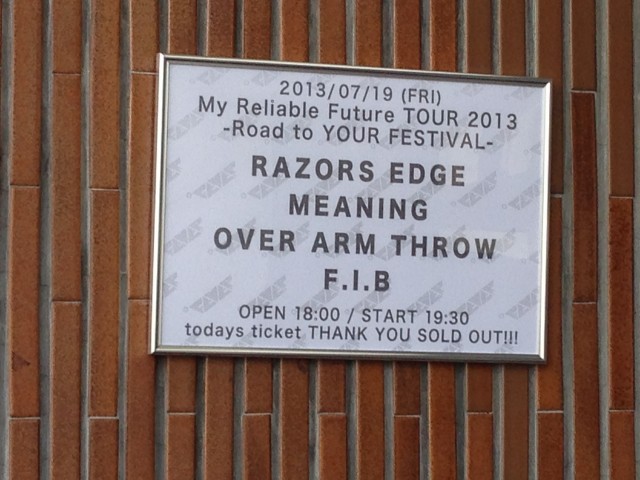 2013/07/19 (FRI)
My Reliable Future TOUR 2013
-Road to YOUR FESTIVAL-
RAZORS EDGE
MEANING
OVER ARM THROW
F.I.B
OPEN 18:00 / START 19:30
todays ticket THANK YOU SOLD OUT!!!